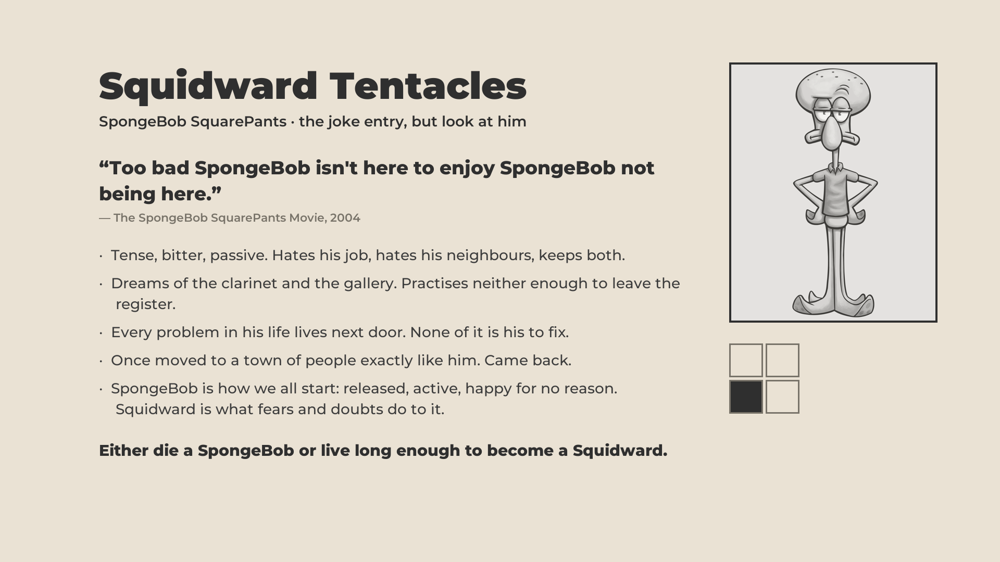 Squidward Tentacles
SpongeBob SquarePants · the joke entry, but look at him
“Too bad SpongeBob isn't here to enjoy SpongeBob not
being here.”
— The SpongeBob SquarePants Movie, 2004
· Tense, bitter, passive. Hates his job, hates his neighbours, keeps both.
· Dreams of the clarinet and the gallery. Practises neither enough to leave the
register.
· Every problem in his life lives next door. None of it is his to fix.
· Once moved to a town of people exactly like him. Came back.
· SpongeBob is how we all start: released, active, happy for no reason.
Squidward is what fears and doubts do to it.
Either die a SpongeBob or live long enough to become a Squidward.